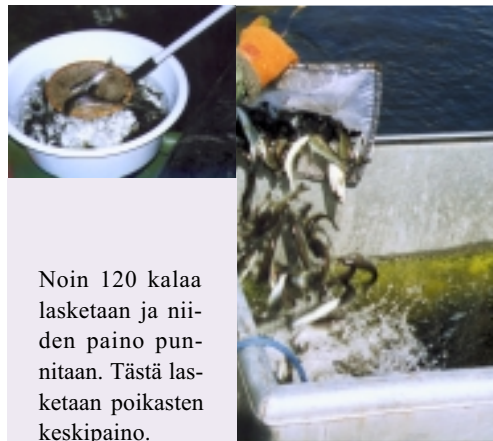 Noin 120 kalaa
lasketaan ja nii-
den paino pun-
nitaan. Tästä las-
ketaan poikasten
keskipaino.